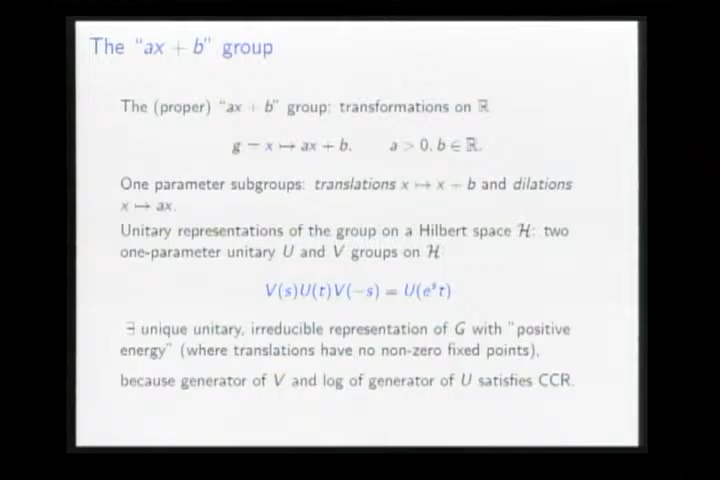 The "ax + b" group
The (proper) "ax + b" group: transformations on ℝ
g = x ↦ ax + b. a > 0, b ∈ ℝ.
One parameter subgroups: translations x ↦ x + b and dilations
x ↦ ax.
Unitary representations of the group on a Hilbert space ℋ: two
one-parameter unitary U and V groups on ℋ
V(s)U(t)V(−s) = U(eˢt)
∃ unique unitary, irreducible representation of G with "positive
energy" (where translations have no non-zero fixed points),
because generator of V and log of generator of U satisfies CCR.